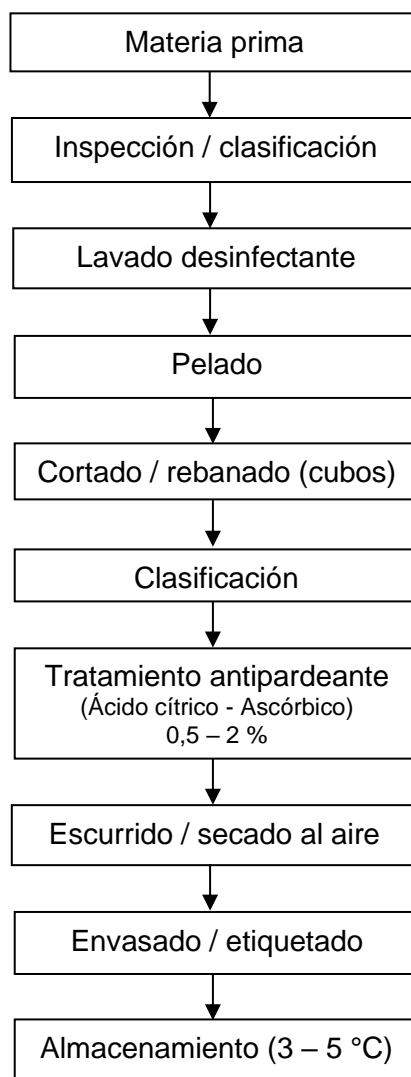 Materia prima
Inspección / clasificación
Lavado desinfectante
Pelado
Cortado / rebanado (cubos)
Clasificación
Tratamiento antipardeante
(Ácido cítrico - Ascórbico)
0,5 – 2 %
Escurrido / secado al aire
Envasado / etiquetado
Almacenamiento (3 – 5 °C)